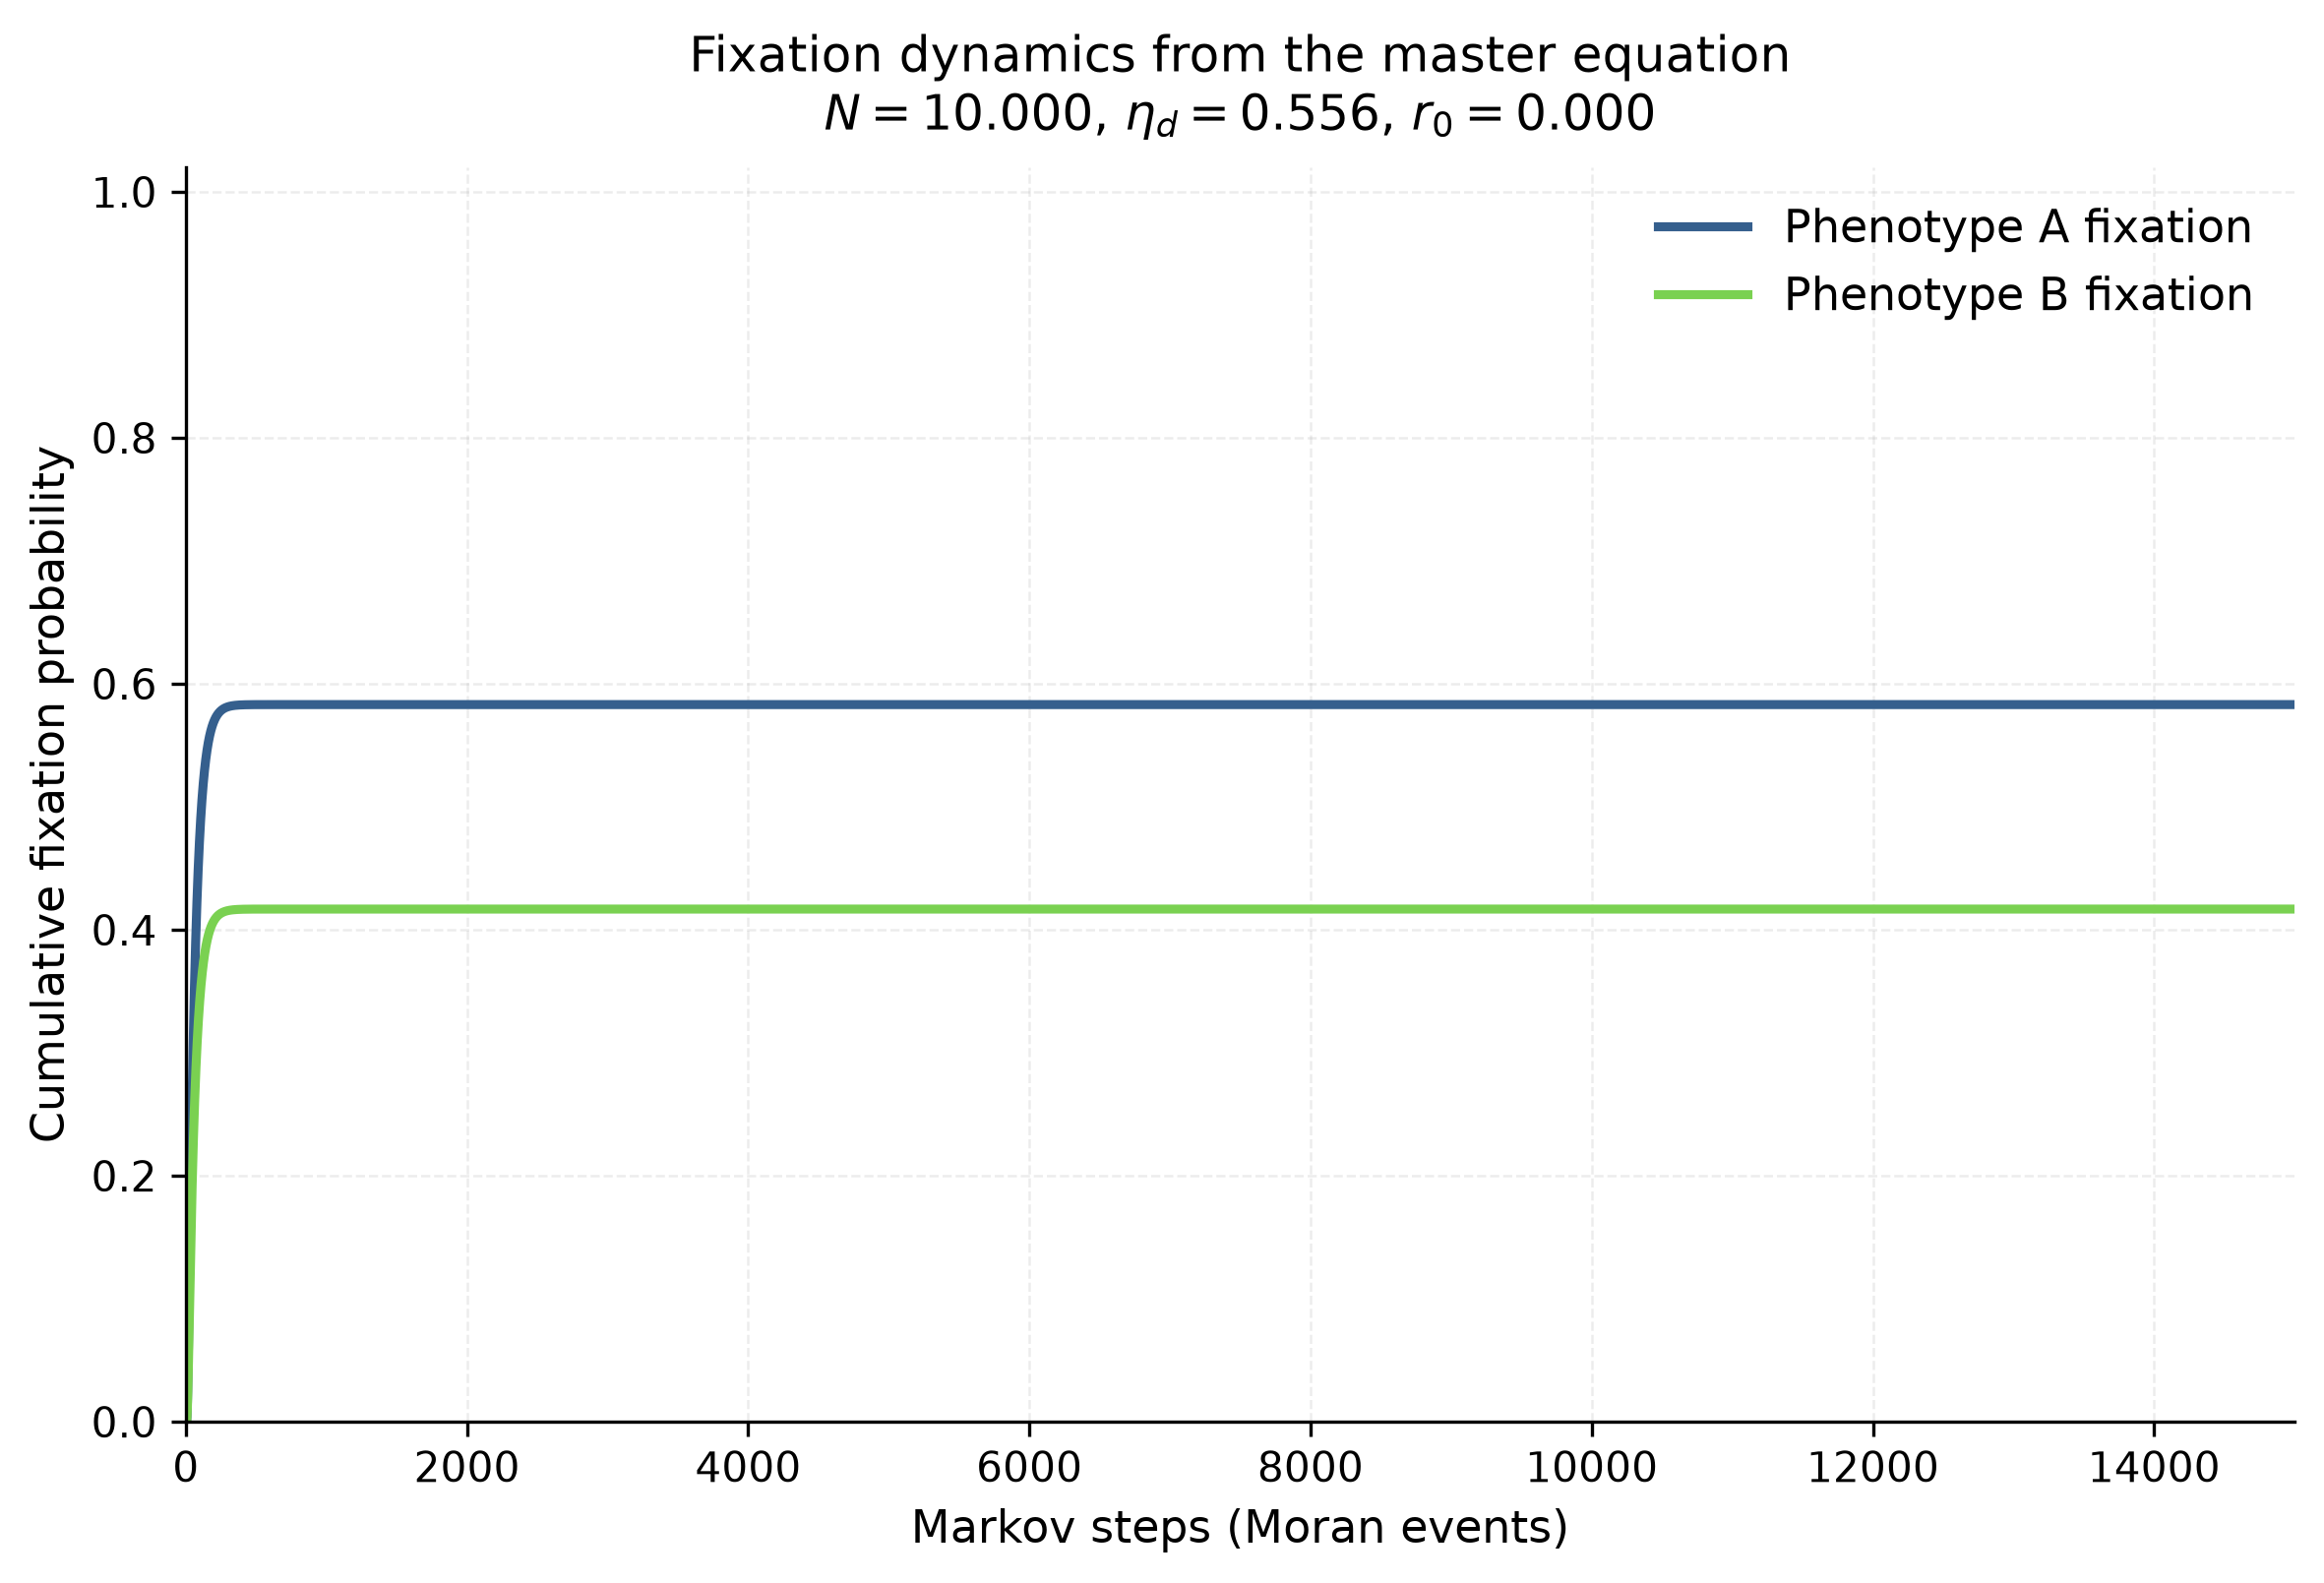 Fixation dynamics from the master equation
N = 10.000, η_d = 0.556, r_0 = 0.000
Phenotype A fixation
Phenotype B fixation
Cumulative fixation probability
1.0
0.8
0.6
0.4
0.2
0.0
0 2000 4000 6000 8000 10000 12000 14000
Markov steps (Moran events)